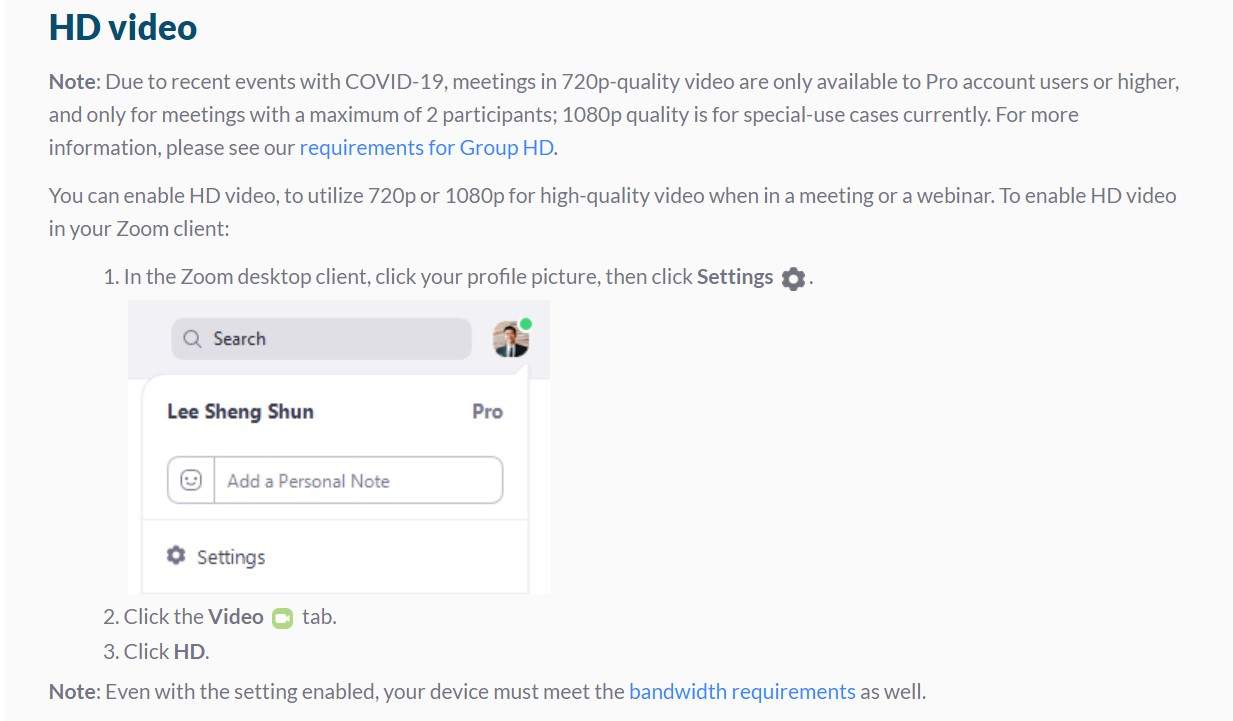 HD video
Note: Due to recent events with COVID-19, meetings in 720p-quality video are only available to Pro account users or higher,
and only for meetings with a maximum of 2 participants; 1080p quality is for special-use cases currently. For more
information, please see our requirements for Group HD.
You can enable HD video, to utilize 720p or 1080p for high-quality video when in a meeting or a webinar. To enable HD video
in your Zoom client:
1. In the Zoom desktop client, click your profile picture, then click Settings .
Search
Lee Sheng Shun Pro
Add a Personal Note
Settings
2. Click the Video tab.
3. Click HD.
Note: Even with the setting enabled, your device must meet the bandwidth requirements as well.